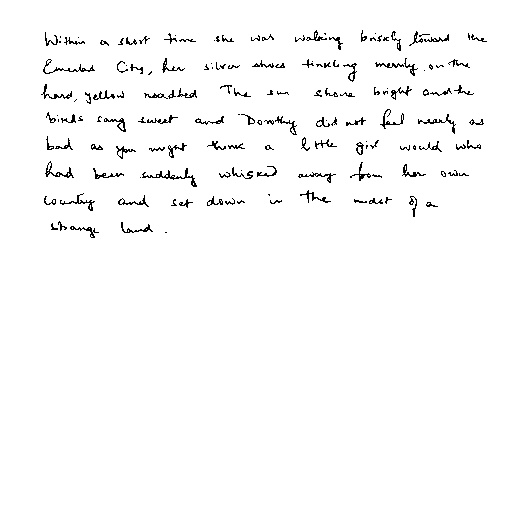 Within a short time she was walking briskly toward the
Emerald City, her silver shoes tinkling merrily on the
hard, yellow roadbed The sun shone bright and the
birds sang sweet and Dorothy did not feel nearly as
bad as you might think a little girl would who
had been suddenly whisked away from her own
country and set down in the midst of a
strange land.